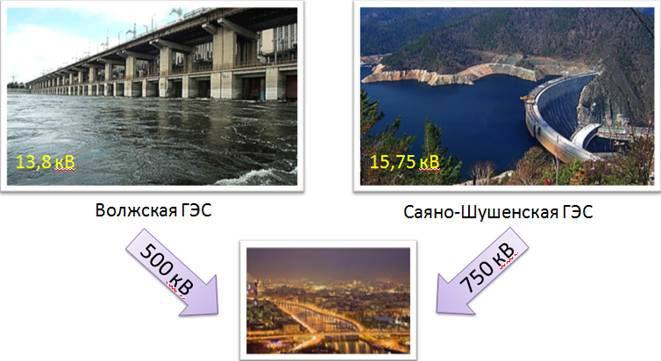 13,8 кВ
15,75 кВ
Волжская ГЭС
Саяно-Шушенская ГЭС
500 кВ
750 кВ